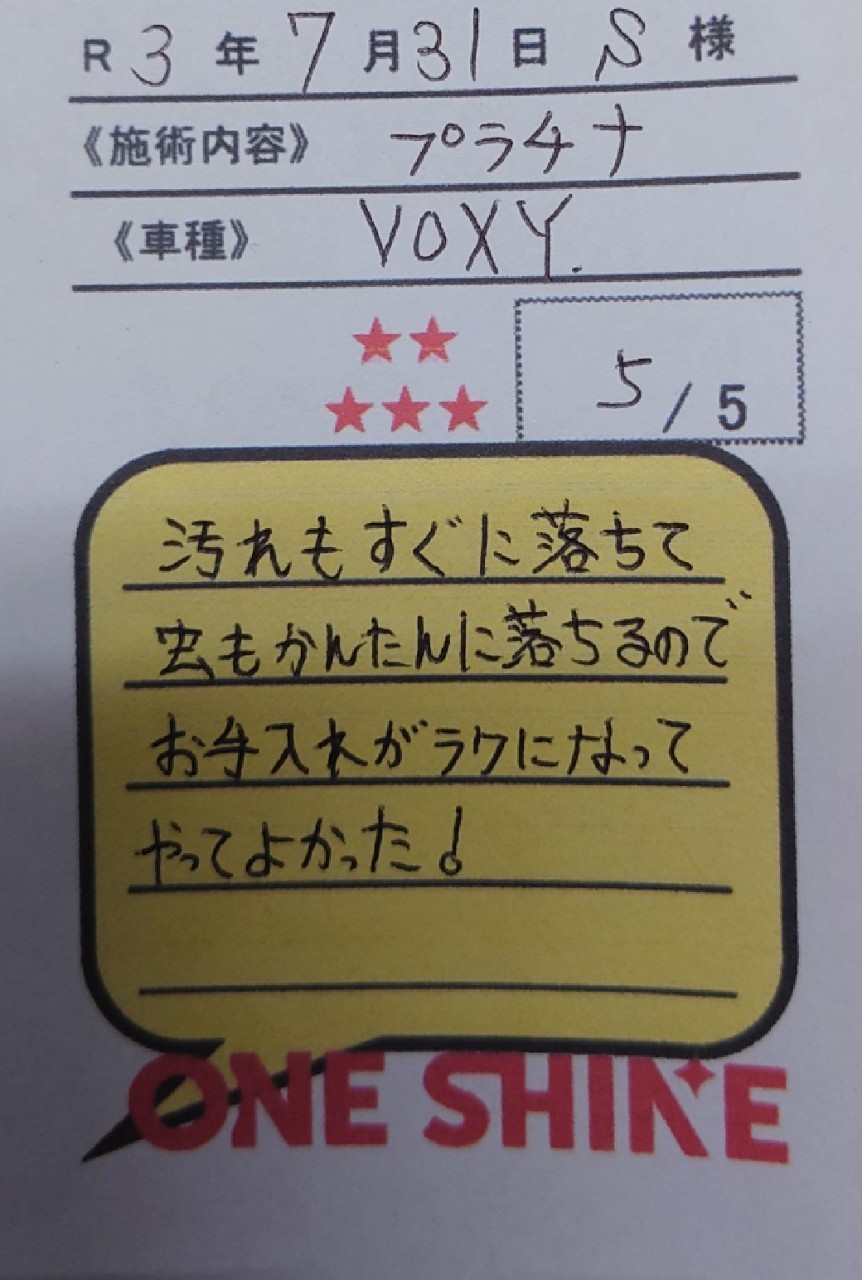 R 3 年 7 月 31 日 S 様
《施術内容》 プラチナ
《車種》 VOXY.
5 / 5
汚れもすぐに落ちて
虫もかんたんに落ちるので
お手入れがラクになって
やってよかった!
ONE SHINE